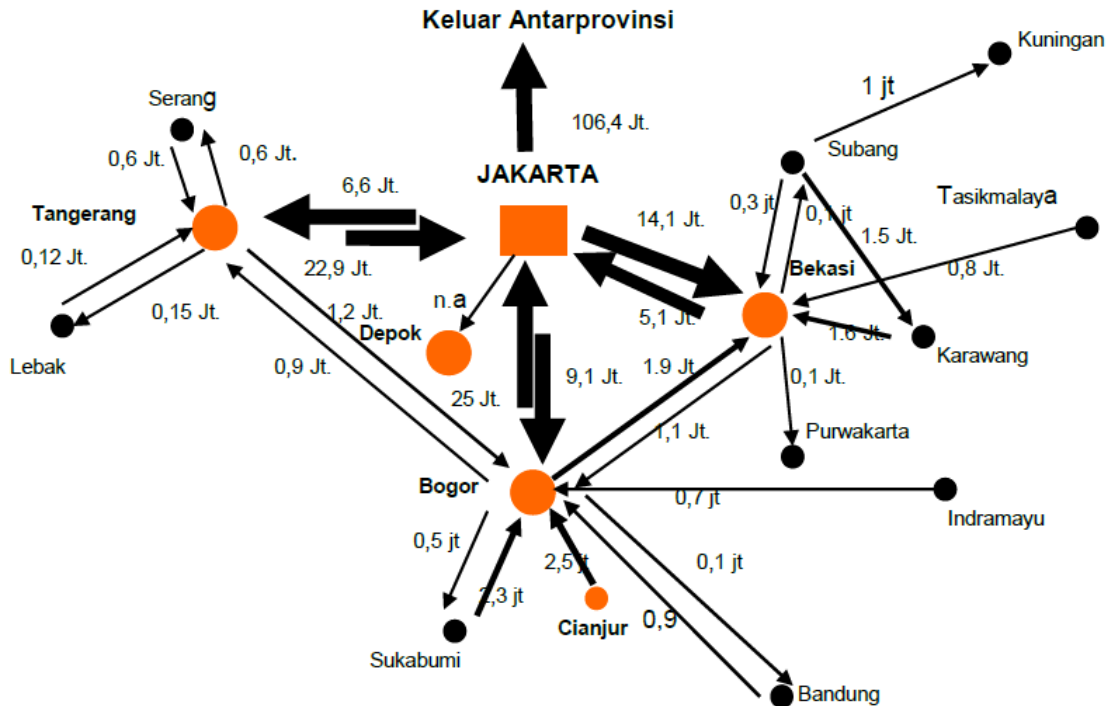 Keluar Antarprovinsi
Kuningan
1 jt
Serang
106,4 Jt.
0,6 Jt.
0,6 Jt.
Subang
JAKARTA
6,6 Jt.
Tasikmalaya
0,3 jt
0,1 jt
Tangerang
14,1 Jt.
1.5 Jt.
0,12 Jt.
22,9 Jt.
Bekasi
0,8 Jt.
n.a
0,15 Jt.
1,2 Jt.
5,1 Jt.
Depok
1.6 Jt.
Karawang
Lebak
0,9 Jt.
9,1 Jt.
1.9 Jt.
0,1 Jt.
25 Jt.
1,1 Jt.
Purwakarta
Bogor
0,7 jt
Indramayu
0,5 jt
2,5 jt
0,1 jt
2,3 jt
0,9
Cianjur
Sukabumi
Bandung